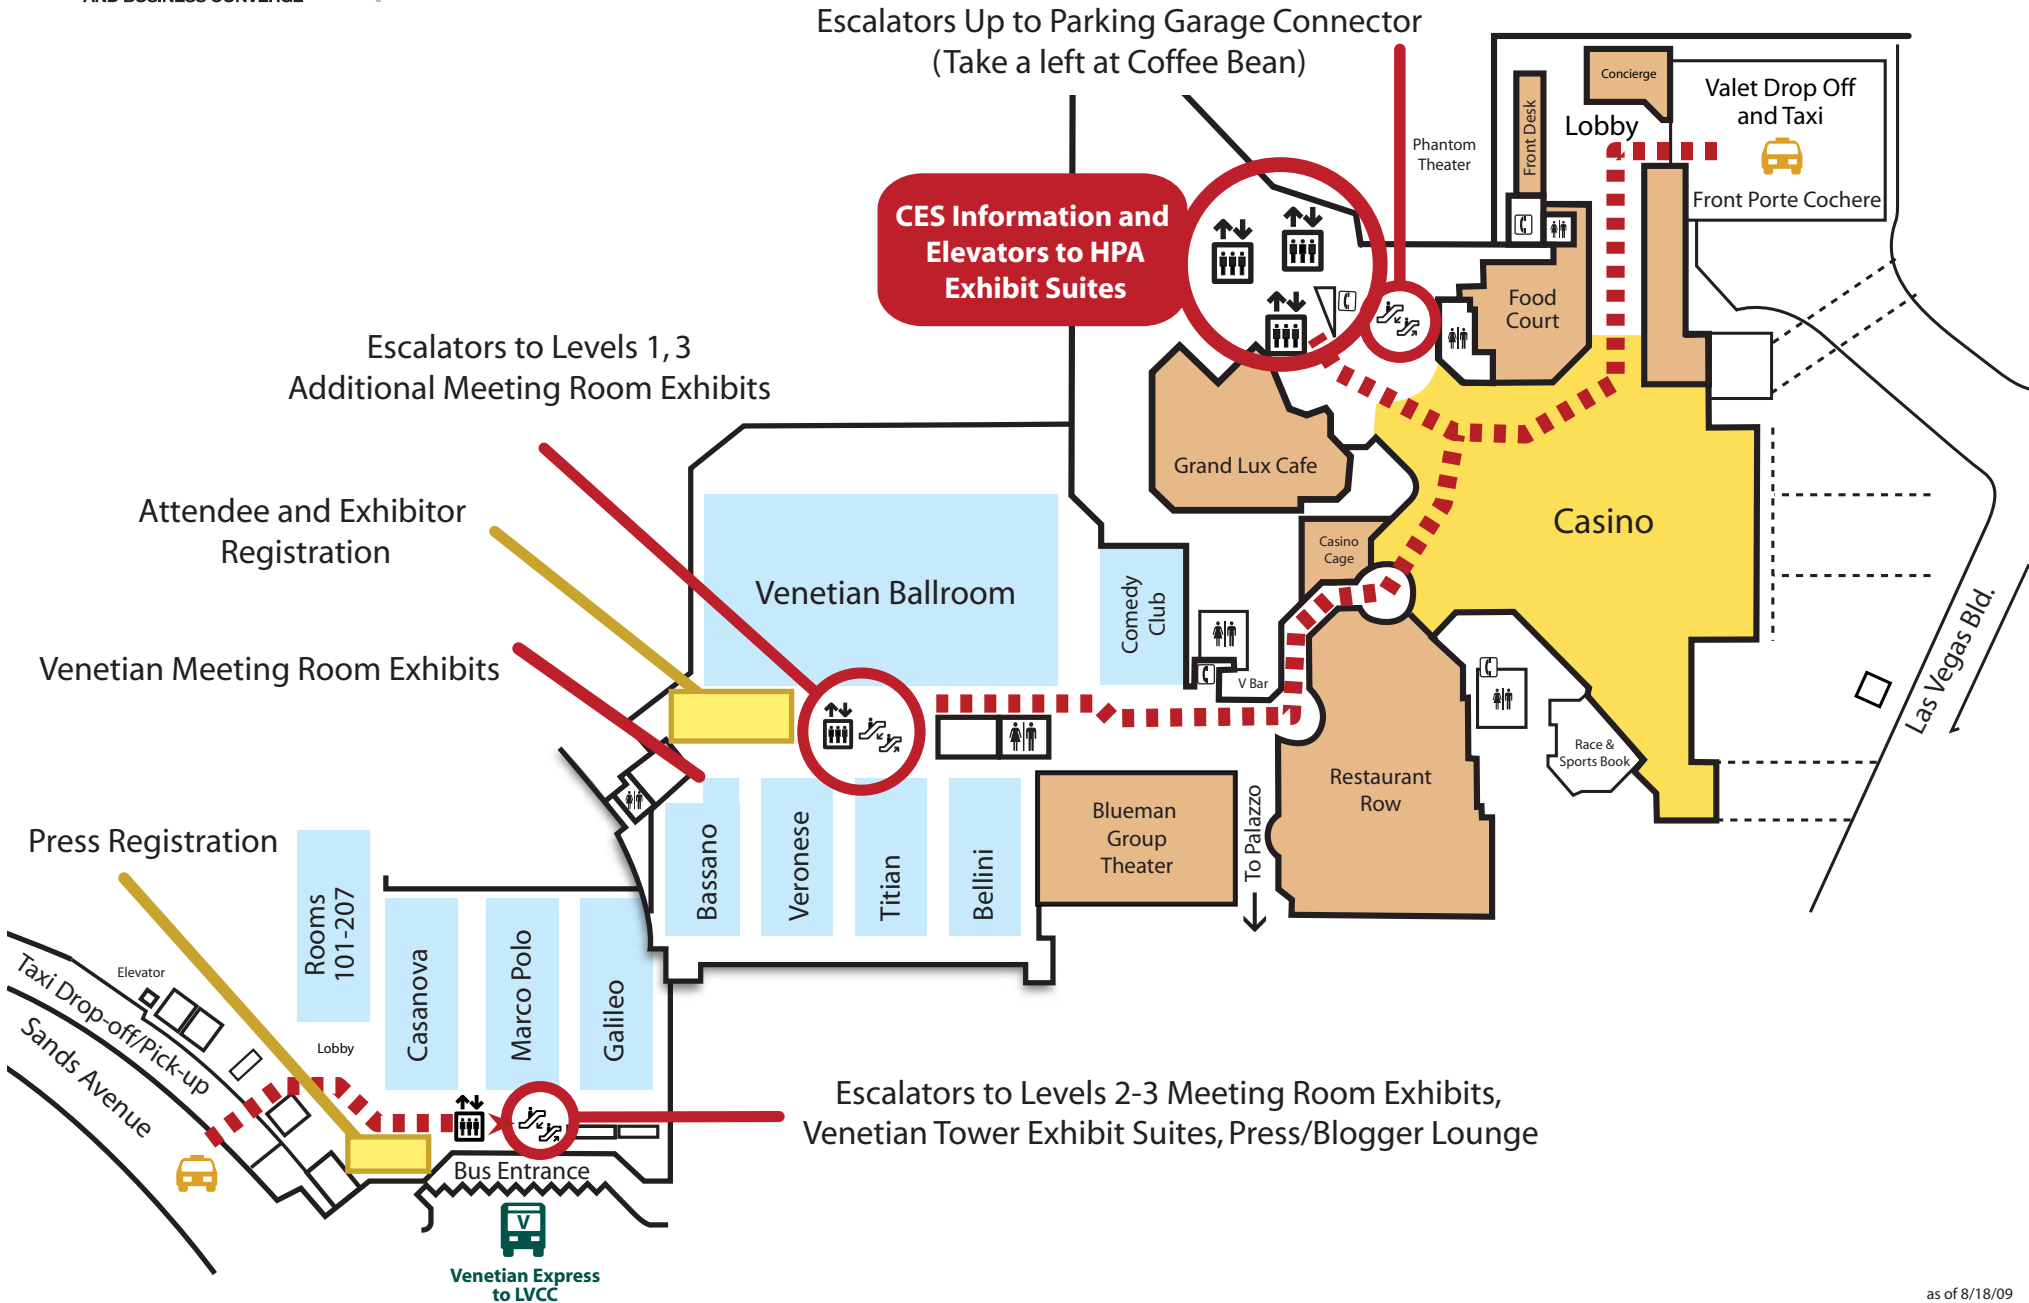 Escalators Up to Parking Garage Connector
(Take a left at Coffee Bean)
Concierge
Valet Drop Off
and Taxi
Front Desk
Lobby
Phantom
Theater
Front Porte Cochere
CES Information and
Elevators to HPA
Exhibit Suites
Food
Court
Escalators to Levels 1, 3
Additional Meeting Room Exhibits
Grand Lux Cafe
Attendee and Exhibitor
Registration
Casino
Casino
Cage
Venetian Ballroom
Comedy
Club
Las Vegas Bld.
Venetian Meeting Room Exhibits
V Bar
Race &
Sports Book
Restaurant
Row
To Palazzo
Blueman
Group
Theater
Press Registration
Bassano
Veronese
Titian
Bellini
Rooms
101-207
Casanova
Marco Polo
Galileo
Elevator
Taxi Drop-off/Pick-up
Sands Avenue
Lobby
Escalators to Levels 2-3 Meeting Room Exhibits,
Venetian Tower Exhibit Suites, Press/Blogger Lounge
Bus Entrance
V
Venetian Express
to LVCC
as of 8/18/09